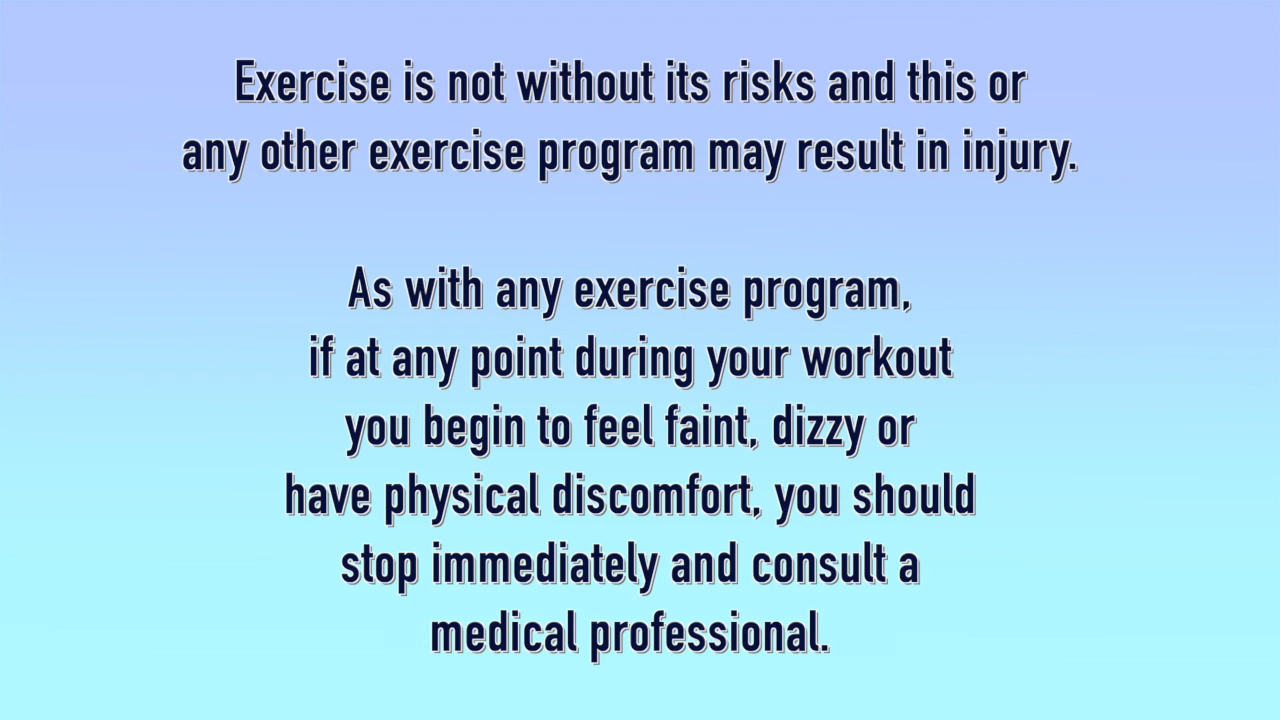 Exercise is not without its risks and this or
any other exercise program may result in injury.
As with any exercise program,
if at any point during your workout
you begin to feel faint, dizzy or
have physical discomfort, you should
stop immediately and consult a
medical professional.